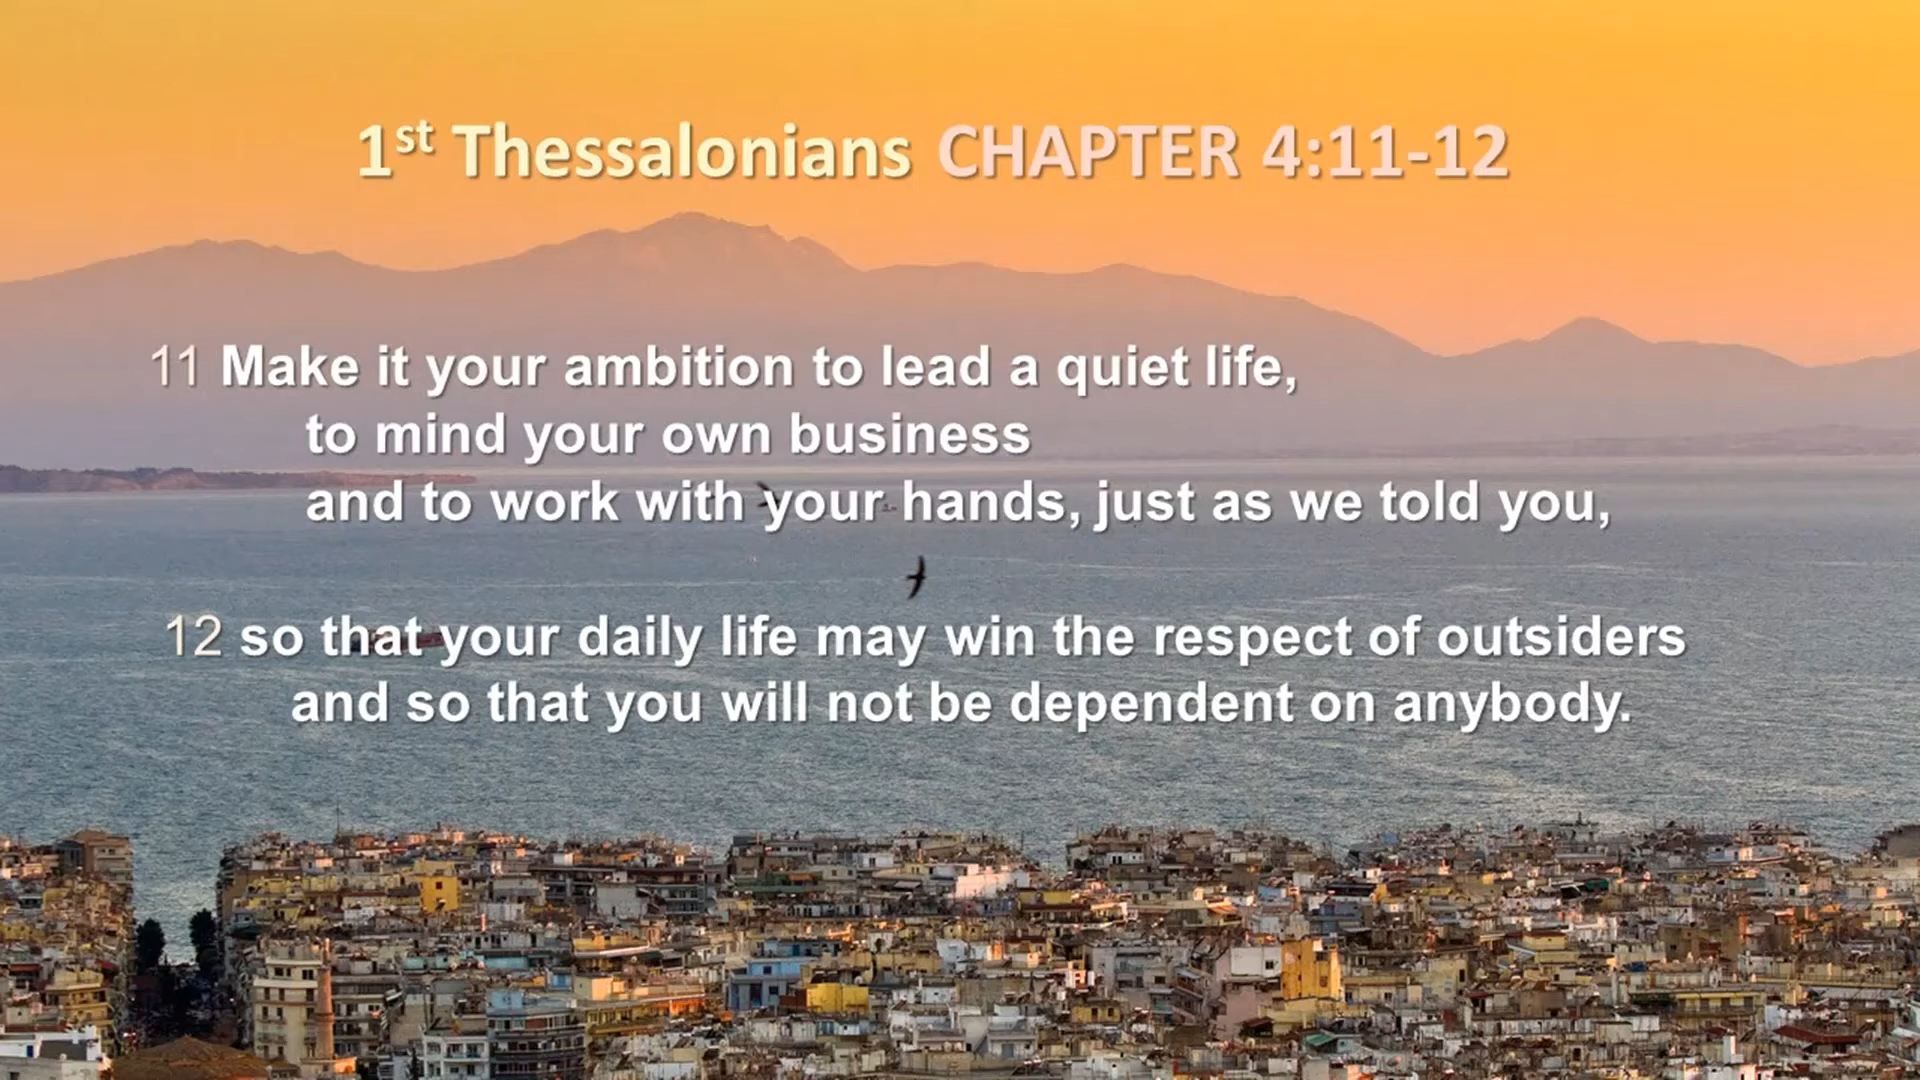 1st Thessalonians CHAPTER 4:11-12
11 Make it your ambition to lead a quiet life,
to mind your own business
and to work with your hands, just as we told you,
12 so that your daily life may win the respect of outsiders
and so that you will not be dependent on anybody.